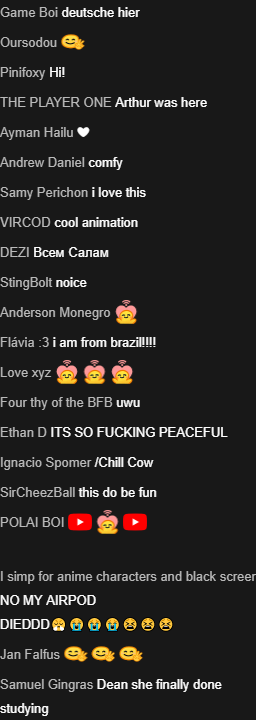 Game Boi deutsche hier
Oursodou
Pinifoxy Hi!
THE PLAYER ONE Arthur was here
Ayman Hailu 🤍
Andrew Daniel comfy
Samy Perichon i love this
VIRCOD cool animation
DEZI Всем Салам
StingBolt noice
Anderson Monegro
Flávia :3 i am from brazil!!!!
Love xyz
Four thy of the BFB uwu
Ethan D ITS SO FUCKING PEACEFUL
Ignacio Spomer /Chill Cow
SirCheezBall this do be fun
POLAI BOI
I simp for anime characters and black screen
NO MY AIRPOD
DIEDDD😤😭😭😭😫😫😫
Jan Falfus
Samuel Gingras Dean she finally done
studying